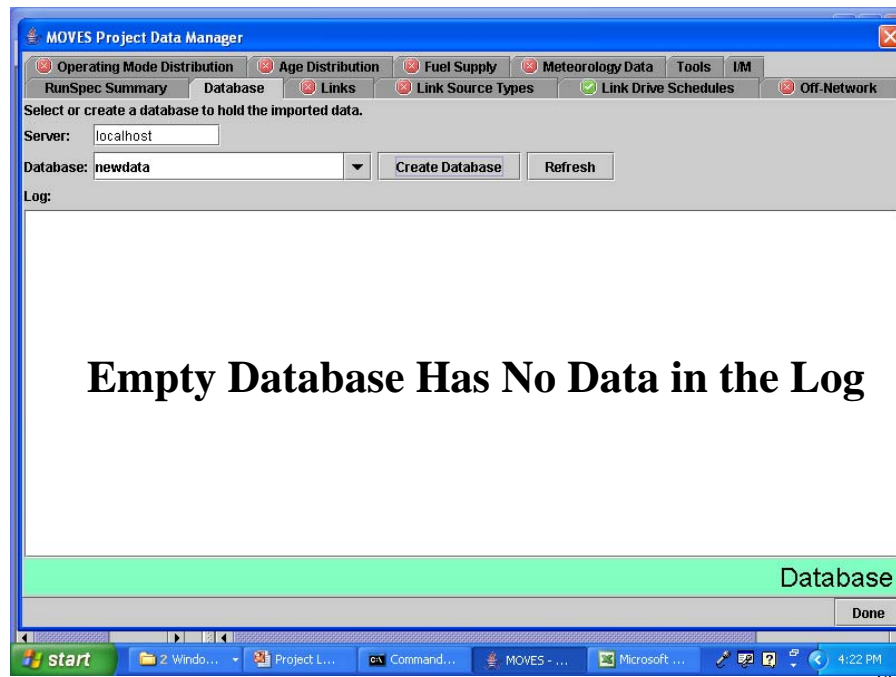 MOVES Project Data Manager
Operating Mode Distribution Age Distribution Fuel Supply Meteorology Data Tools I/M
RunSpec Summary Database Links Link Source Types Link Drive Schedules Off-Network
Select or create a database to hold the imported data.
Server: localhost
Database: newdata Create Database Refresh
Log:
Empty Database Has No Data in the Log
Database
Done
start 2 Windo... Project L... Command... MOVES - ... Microsoft ... 4:22 PM